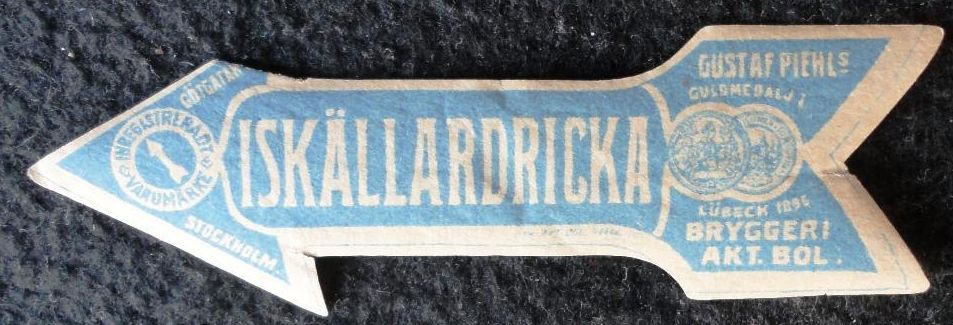 GÖTGATAN
INREGISTRERADT
VARUMÄRKE
STOCKHOLM.
ISKÄLLARDRICKA
GUSTAF PIEHLS
GULDMEDALJ I
LÜBECK 1895
BRYGGERI
AKT. BOL.